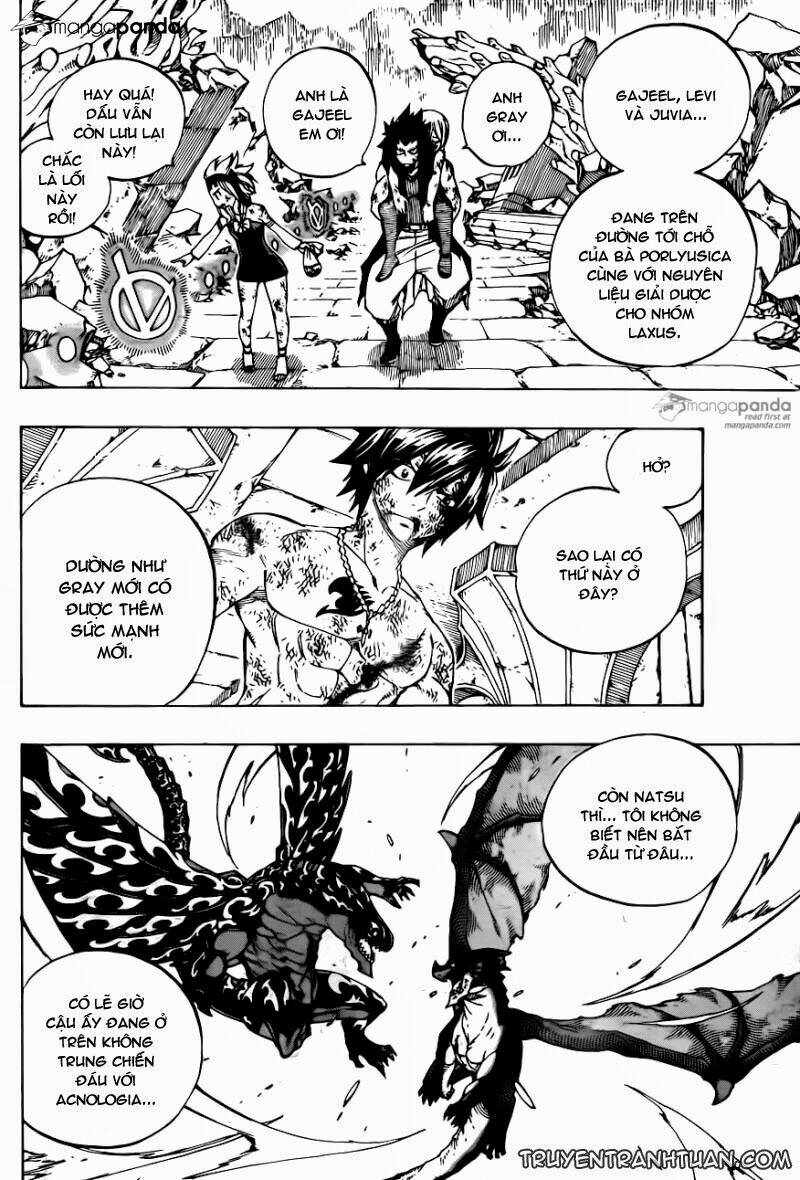 mangapanda
GAJEEL, LEVI
VÀ JUVIA...
ĐANG TRÊN
ĐƯỜNG TỚI CHỖ
CỦA BÀ PORLYUSICA
CÙNG VỚI NGUYÊN
LIỆU GIẢI DƯỢC
CHO NHÓM
LAXUS.
ANH
GRAY
ƠI...
ANH LÀ
GAJEEL
EM ƠI!
HAY QUÁ!
DẤU VẪN
CÒN LƯU LẠI
NÀY!
CHẮC
LÀ LỐI
NÀY
RỒI!
mangapanda
read first at
mangapanda.com
HỞ?
SAO LẠI CÓ
THỨ NÀY Ở
ĐÂY?
DƯỜNG NHƯ
GRAY MỚI CÓ
ĐƯỢC THÊM
SỨC MẠNH
MỚI.
CÒN NATSU
THÌ... TÔI KHÔNG
BIẾT NÊN BẮT
ĐẦU TỪ ĐÂU...
CÓ LẼ GIỜ
CẬU ẤY ĐANG Ở
TRÊN KHÔNG
TRUNG CHIẾN
ĐẤU VỚI
ACNOLOGIA...
TRUYENTRANHTUAN.COM